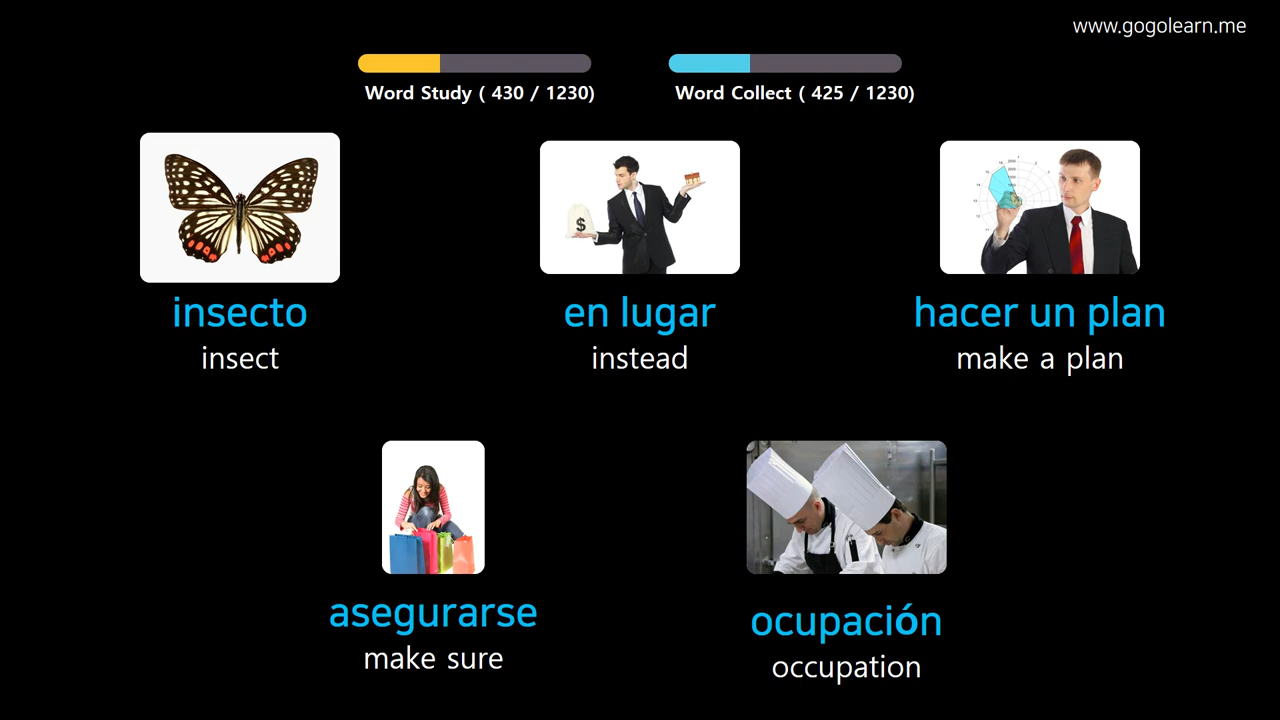 www.gogolearn.me
Word Study ( 430 / 1230)
Word Collect ( 425 / 1230)
insecto
insect
en lugar
instead
hacer un plan
make a plan
$
asegurarse
make sure
ocupación
occupation